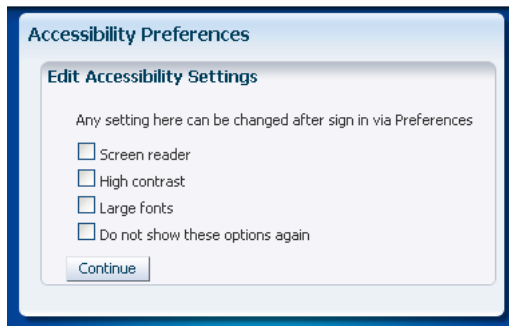 Accessibility Preferences
Edit Accessibility Settings
Any setting here can be changed after sign in via Preferences
Screen reader
High contrast
Large fonts
Do not show these options again
Continue